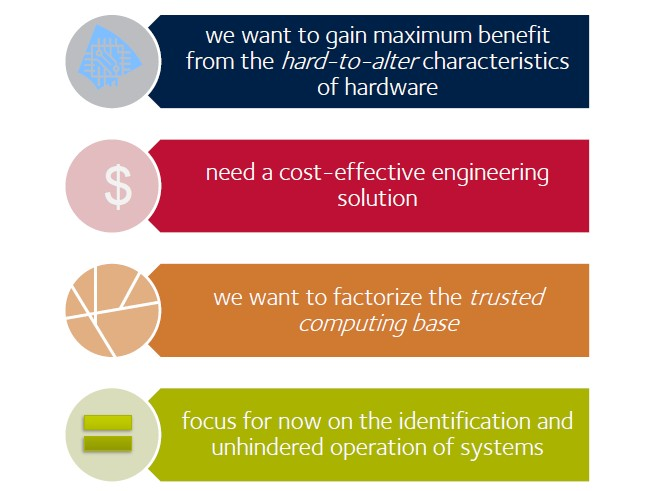 we want to gain maximum benefit
from the hard-to-alter characteristics
of hardware
$
need a cost-effective engineering
solution
we want to factorize the trusted
computing base
focus for now on the identification and
unhindered operation of systems